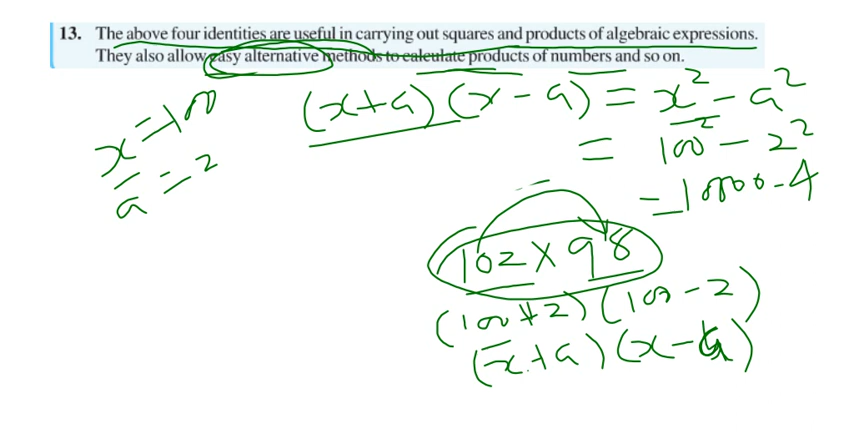 13. The above four identities are useful in carrying out squares and products of algebraic expressions.
They also allow easy alternative methods to calculate products of numbers and so on.
(x+a)(x-a) = x² - a²
x = 100
= 100² - 2²
a = 2
= 10000-4
102 × 98
(100+2)(100-2)
(x+a)(x-a)